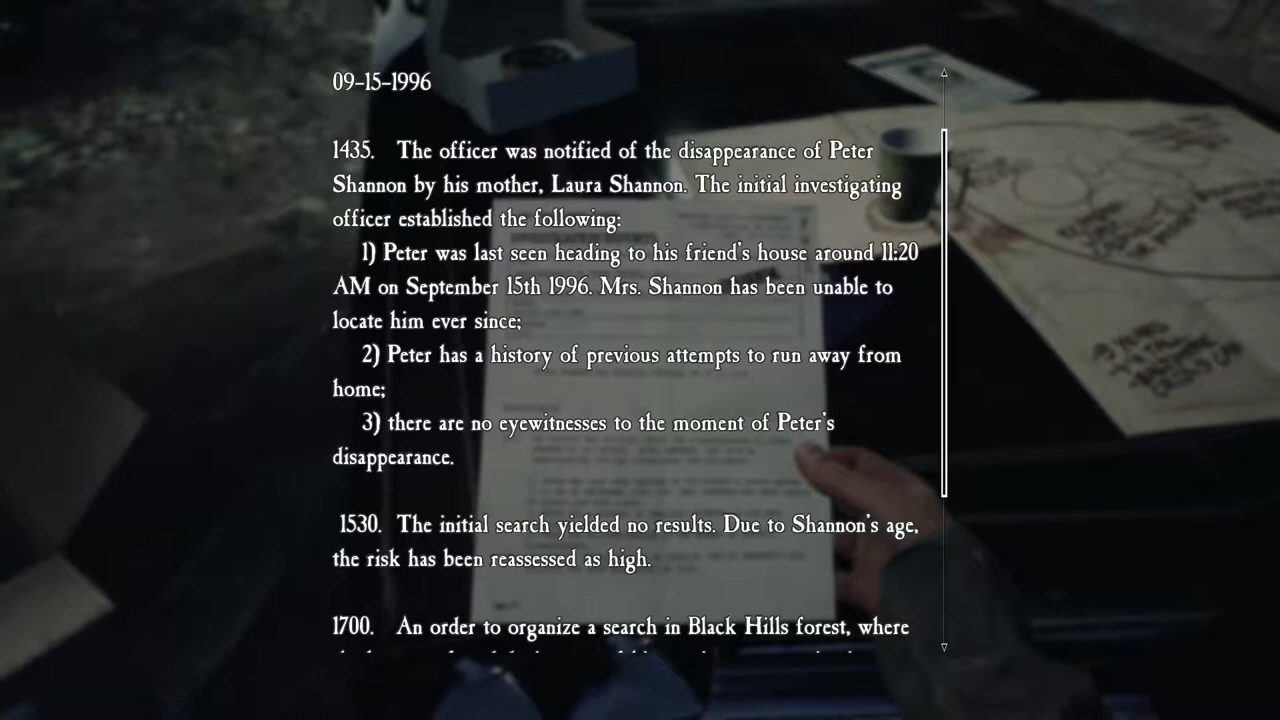 09-15-1996
1435. The officer was notified of the disappearance of Peter
Shannon by his mother, Laura Shannon. The initial investigating
officer established the following:
1) Peter was last seen heading to his friend's house around 11:20
AM on September 15th 1996. Mrs. Shannon has been unable to
locate him ever since;
2) Peter has a history of previous attempts to run away from
home;
3) there are no eyewitnesses to the moment of Peter's
disappearance.
1530. The initial search yielded no results. Due to Shannon's age,
the risk has been reassessed as high.
1700. An order to organize a search in Black Hills forest, where